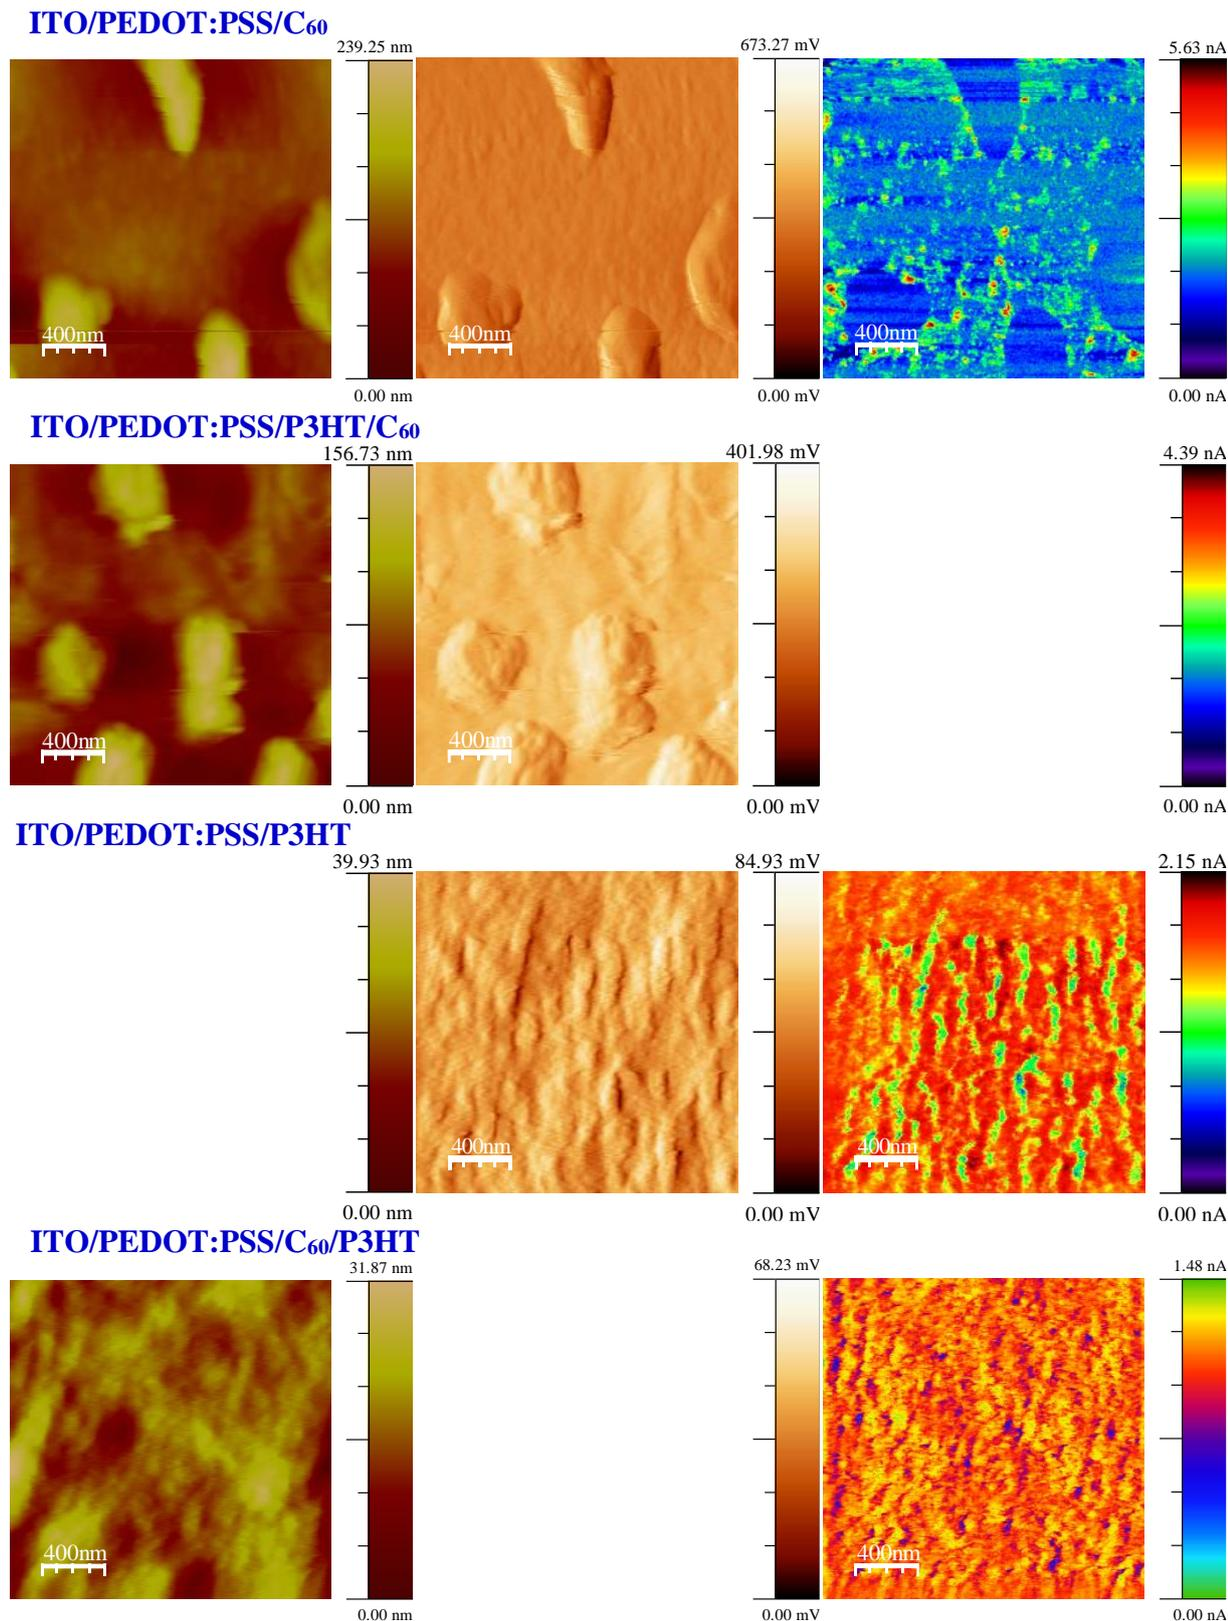 ITO/PEDOT:PSS/C60
239.25 nm 673.27 mV 5.63 nA
400nm 400nm 400nm
0.00 nm 0.00 mV 0.00 nA
ITO/PEDOT:PSS/P3HT/C60
156.73 nm 401.98 mV 4.39 nA
400nm 400nm
0.00 nm 0.00 mV 0.00 nA
ITO/PEDOT:PSS/P3HT
39.93 nm 84.93 mV 2.15 nA
400nm 400nm
0.00 nm 0.00 mV 0.00 nA
ITO/PEDOT:PSS/C60/P3HT
31.87 nm 68.23 mV 1.48 nA
400nm 400nm
0.00 nm 0.00 mV 0.00 nA